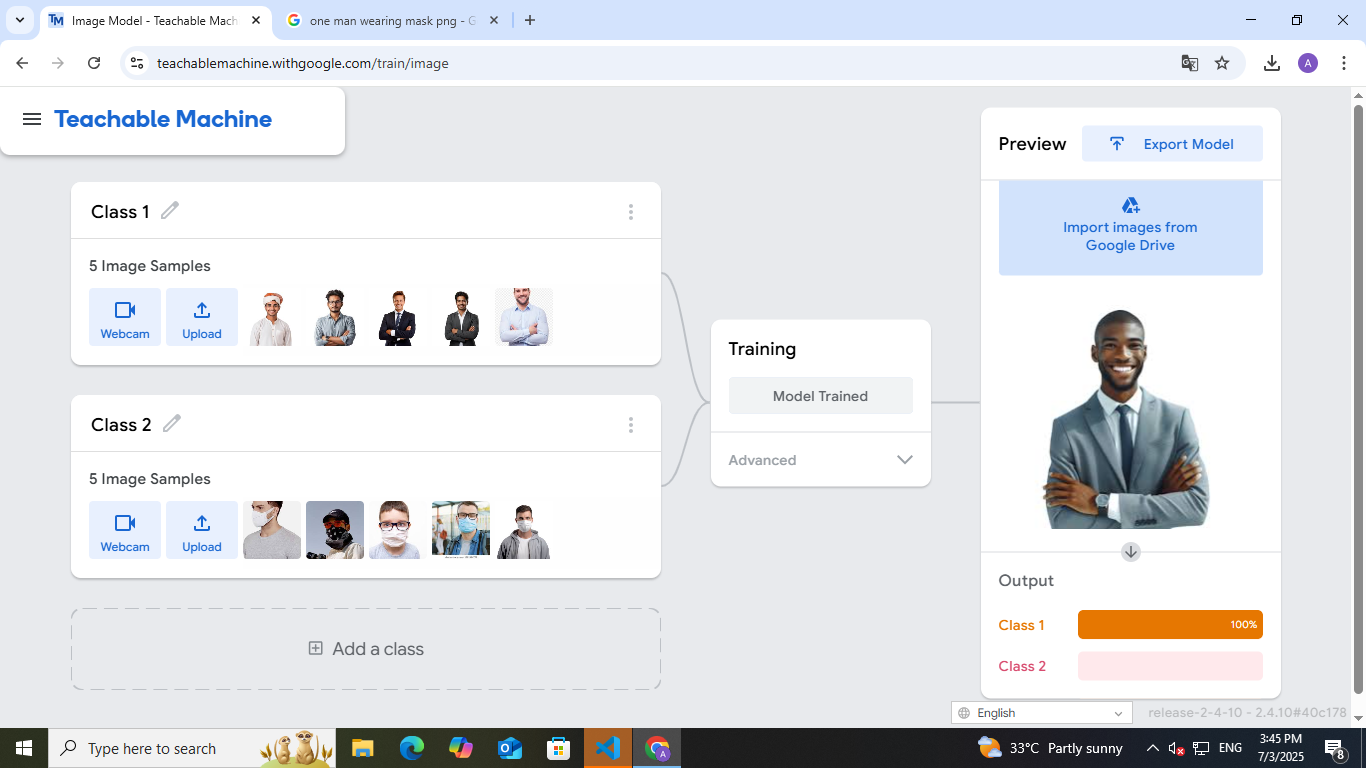 Image Model - Teachable Mach
one man wearing mask png - G
teachablemachine.withgoogle.com/train/image
A
Teachable Machine
Class 1
5 Image Samples
Webcam
Upload
Class 2
5 Image Samples
Webcam
Upload
Add a class
Training
Model Trained
Advanced
Preview
Export Model
Import images from
Google Drive
Output
Class 1
100%
Class 2
English
release-2-4-10 - 2.4.10#40c178
Type here to search
33°C Partly sunny
ENG
3:45 PM
7/3/2025
8